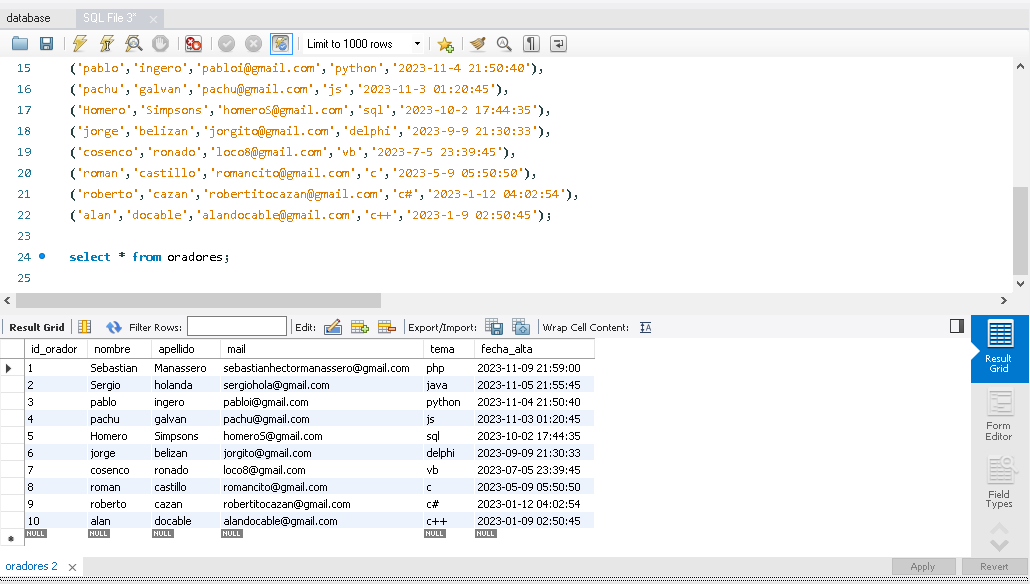 database SQL File 3*
Limit to 1000 rows
15 ('pablo','ingero','pabloi@gmail.com','python','2023-11-4 21:50:40'),
16 ('pachu','galvan','pachu@gmail.com','js','2023-11-3 01:20:45'),
17 ('Homero','Simpsons','homeroS@gmail.com','sql','2023-10-2 17:44:35'),
18 ('jorge','belizan','jorgito@gmail.com','delphi','2023-9-9 21:30:33'),
19 ('cosenco','ronado','loco8@gmail.com','vb','2023-7-5 23:39:45'),
20 ('roman','castillo','romancito@gmail.com','c','2023-5-9 05:50:50'),
21 ('roberto','cazan','robertitocazan@gmail.com','c#','2023-1-12 04:02:54'),
22 ('alan','docable','alandocable@gmail.com','c++','2023-1-9 02:50:45');
23
24 select * from oradores;
25
Result Grid Filter Rows: Edit: Export/Import: Wrap Cell Content:
id_orador nombre apellido mail tema fecha_alta
1 Sebastian Manassero sebastianhectormanassero@gmail.com php 2023-11-09 21:59:00
2 Sergio holanda sergiohola@gmail.com java 2023-11-05 21:55:45
3 pablo ingero pabloi@gmail.com python 2023-11-04 21:50:40
4 pachu galvan pachu@gmail.com js 2023-11-03 01:20:45
5 Homero Simpsons homeroS@gmail.com sql 2023-10-02 17:44:35
6 jorge belizan jorgito@gmail.com delphi 2023-09-09 21:30:33
7 cosenco ronado loco8@gmail.com vb 2023-07-05 23:39:45
8 roman castillo romancito@gmail.com c 2023-05-09 05:50:50
9 roberto cazan robertitocazan@gmail.com c# 2023-01-12 04:02:54
10 alan docable alandocable@gmail.com c++ 2023-01-09 02:50:45
NULL NULL NULL NULL NULL NULL
Result
Grid
Form
Editor
Field
Types
oradores 2 Apply Revert